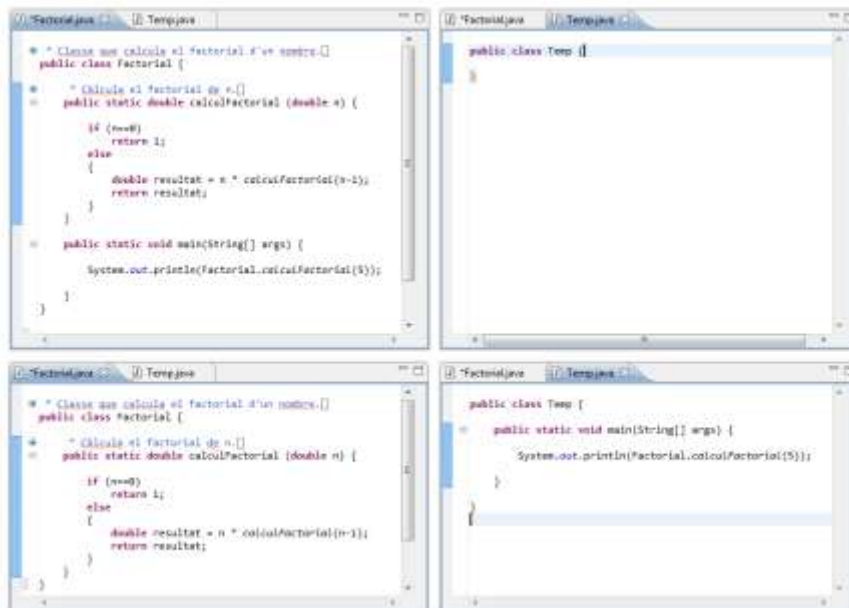 *Factorial.java Temp.java
* Classe que calcula el factorial d'un nombre.
public class Factorial {
* Càlcula el factorial de n.
public static double calculFactorial (double n) {
if (n==0)
return 1;
else
{
double resultat = n * calculFactorial(n-1);
return resultat;
}
}
public static void main(String[] args) {
System.out.println(Factorial.calculFactorial(5));
}
}
*Factorial.java Temp.java
public class Temp {
}
*Factorial.java Temp.java
* Classe que calcula el factorial d'un nombre.
public class Factorial {
* Càlcula el factorial de n.
public static double calculFactorial (double n) {
if (n==0)
return 1;
else
{
double resultat = n * calculFactorial(n-1);
return resultat;
}
}
}
*Factorial.java Temp.java
public class Temp {
public static void main(String[] args) {
System.out.println(Factorial.calculFactorial(5));
}
}